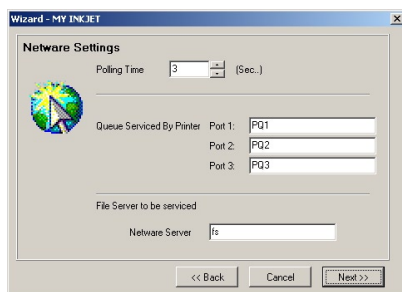 Wizard - MY INKJET
Netware Settings
Polling Time 3 (Sec..)
Queue Serviced By Printer Port 1: PQ1
Port 2: PQ2
Port 3: PQ3
File Server to be serviced
Netware Server fs
<< Back Cancel Next >>